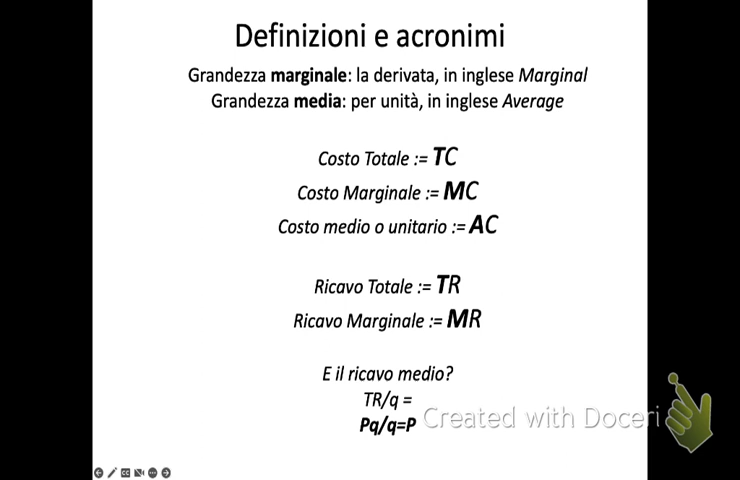 Definizioni e acronimi
Grandezza marginale: la derivata, in inglese Marginal
Grandezza media: per unità, in inglese Average
Costo Totale := TC
Costo Marginale := MC
Costo medio o unitario := AC
Ricavo Totale := TR
Ricavo Marginale := MR
E il ricavo medio?
TR/q =
Pq/q=P
Created with Doceri